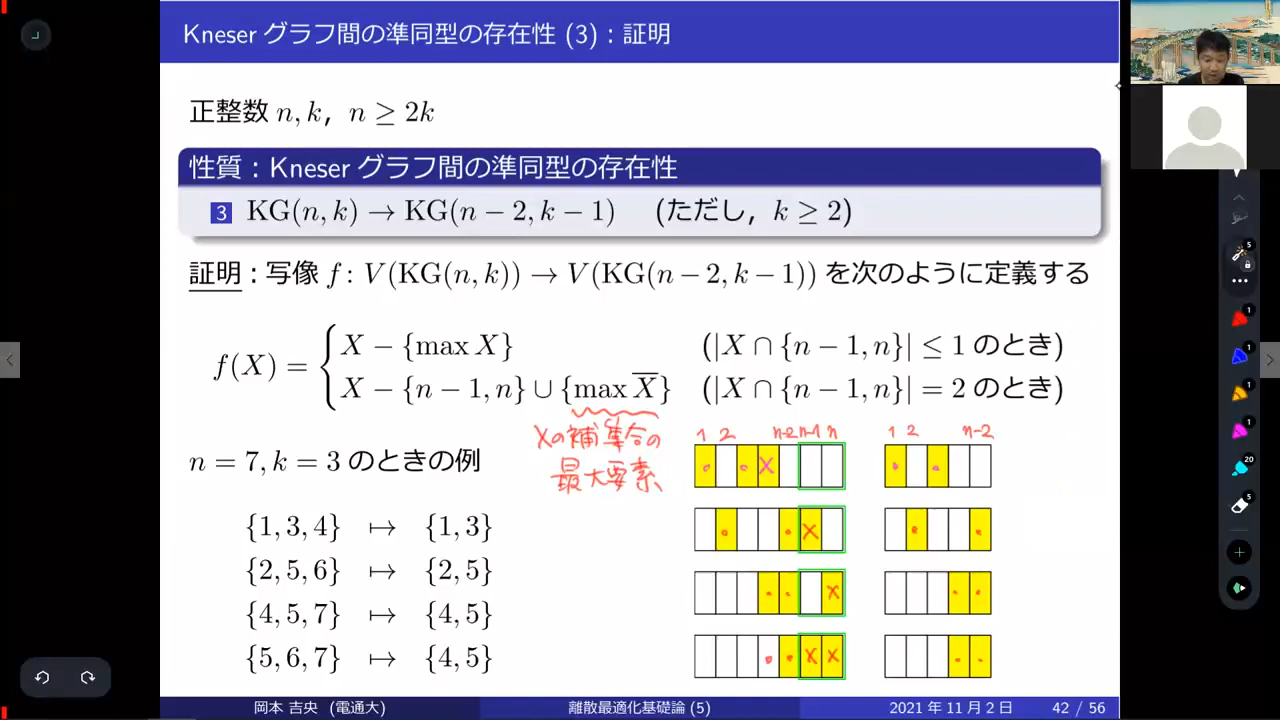 Kneser グラフ間の準同型の存在性 (3) : 証明
正整数 n, k, n ≥ 2k
性質 : Kneser グラフ間の準同型の存在性
3 KG(n, k) → KG(n − 2, k − 1) (ただし, k ≥ 2)
証明 : 写像 f : V(KG(n, k)) → V(KG(n − 2, k − 1)) を次のように定義する
f(X) = { X − {max X} (|X ∩ {n − 1, n}| ≤ 1 のとき)
X − {n − 1, n} ∪ {max X̅} (|X ∩ {n − 1, n}| = 2 のとき)
Xの補集合の
最大要素
1 2 n-2 n-1 n 1 2 n-2
n = 7, k = 3 のときの例
{1, 3, 4} ↦ {1, 3}
{2, 5, 6} ↦ {2, 5}
{4, 5, 7} ↦ {4, 5}
{5, 6, 7} ↦ {4, 5}
岡本 吉央 (電通大) 離散最適化基礎論 (5) 2021 年 11 月 2 日 42 / 56
5
1
1
1
1
20
5